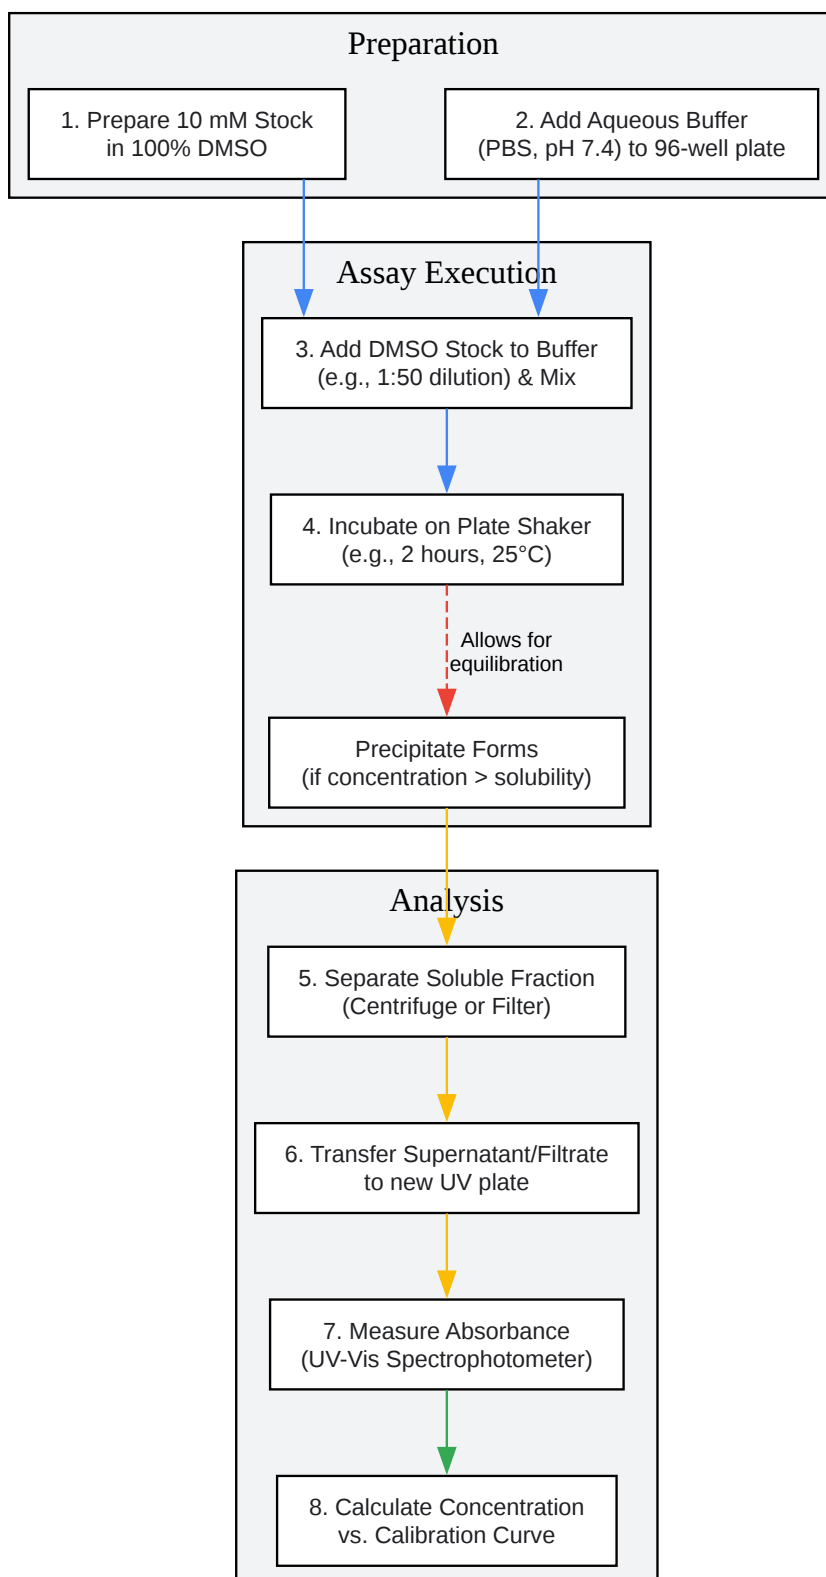 Preparation
1. Prepare 10 mM Stock
in 100% DMSO
2. Add Aqueous Buffer
(PBS, pH 7.4) to 96-well plate
Assay Execution
3. Add DMSO Stock to Buffer
(e.g., 1:50 dilution) & Mix
4. Incubate on Plate Shaker
(e.g., 2 hours, 25°C)
Allows for
equilibration
Precipitate Forms
(if concentration > solubility)
Analysis
5. Separate Soluble Fraction
(Centrifuge or Filter)
6. Transfer Supernatant/Filtrate
to new UV plate
7. Measure Absorbance
(UV-Vis Spectrophotometer)
8. Calculate Concentration
vs. Calibration Curve